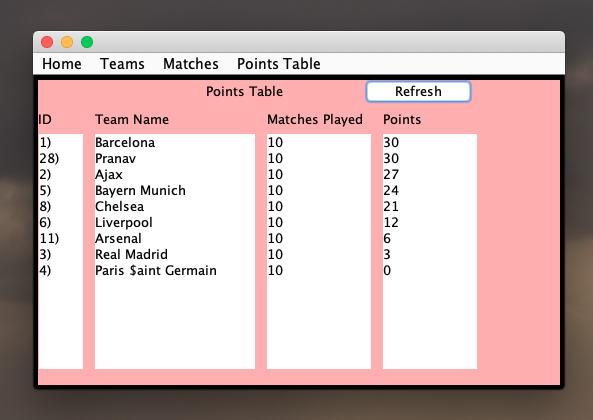 Home Teams Matches Points Table
Points Table Refresh
ID Team Name Matches Played Points
1) Barcelona 10 30
28) Pranav 10 30
2) Ajax 10 27
5) Bayern Munich 10 24
8) Chelsea 10 21
6) Liverpool 10 12
11) Arsenal 10 6
3) Real Madrid 10 3
4) Paris $aint Germain 10 0